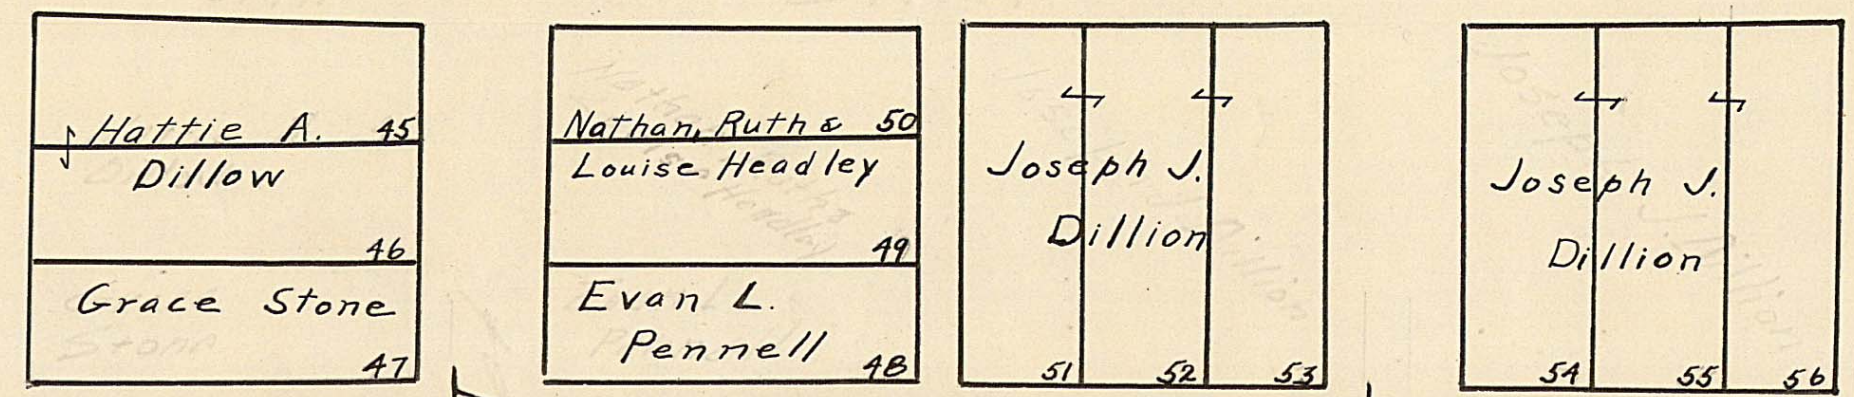 Hattie A. 45
Dillow
46
Grace Stone
47
Nathan, Ruth & 50
Louise Headley
49
Evan L.
Pennell 48
Joseph J.
Dillion
51 52 53
Joseph J.
Dillion
54 55 56